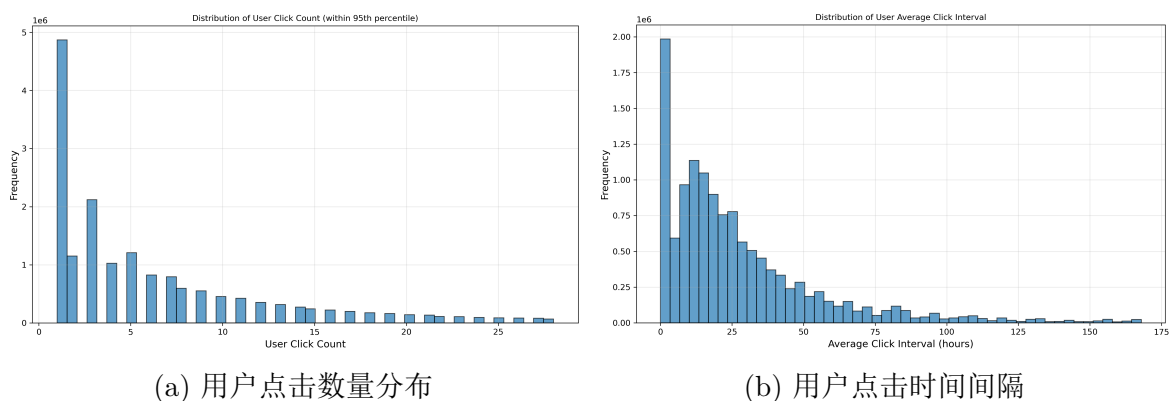 Distribution of User Click Count (within 95th percentile)
1e6
5
4
3
2
1
0
Frequency
0 5 10 15 20 25
User Click Count
(a) 用户点击数量分布
Distribution of User Average Click Interval
1e6
2.00
1.75
1.50
1.25
1.00
0.75
0.50
0.25
0.00
Frequency
0 25 50 75 100 125 150 175
Average Click Interval (hours)
(b) 用户点击时间间隔